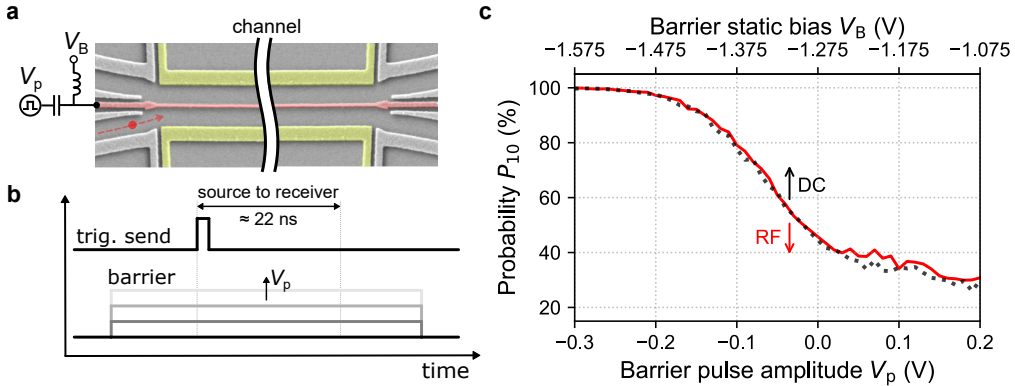 a
channel
V_B
V_p
b
source to receiver
≈ 22 ns
trig. send
barrier
V_p
time
c
Barrier static bias V_B (V)
−1.575 −1.475 −1.375 −1.275 −1.175 −1.075
Probability P_10 (%)
100
80
60
40
20
DC
RF
−0.3 −0.2 −0.1 0.0 0.1 0.2
Barrier pulse amplitude V_p (V)